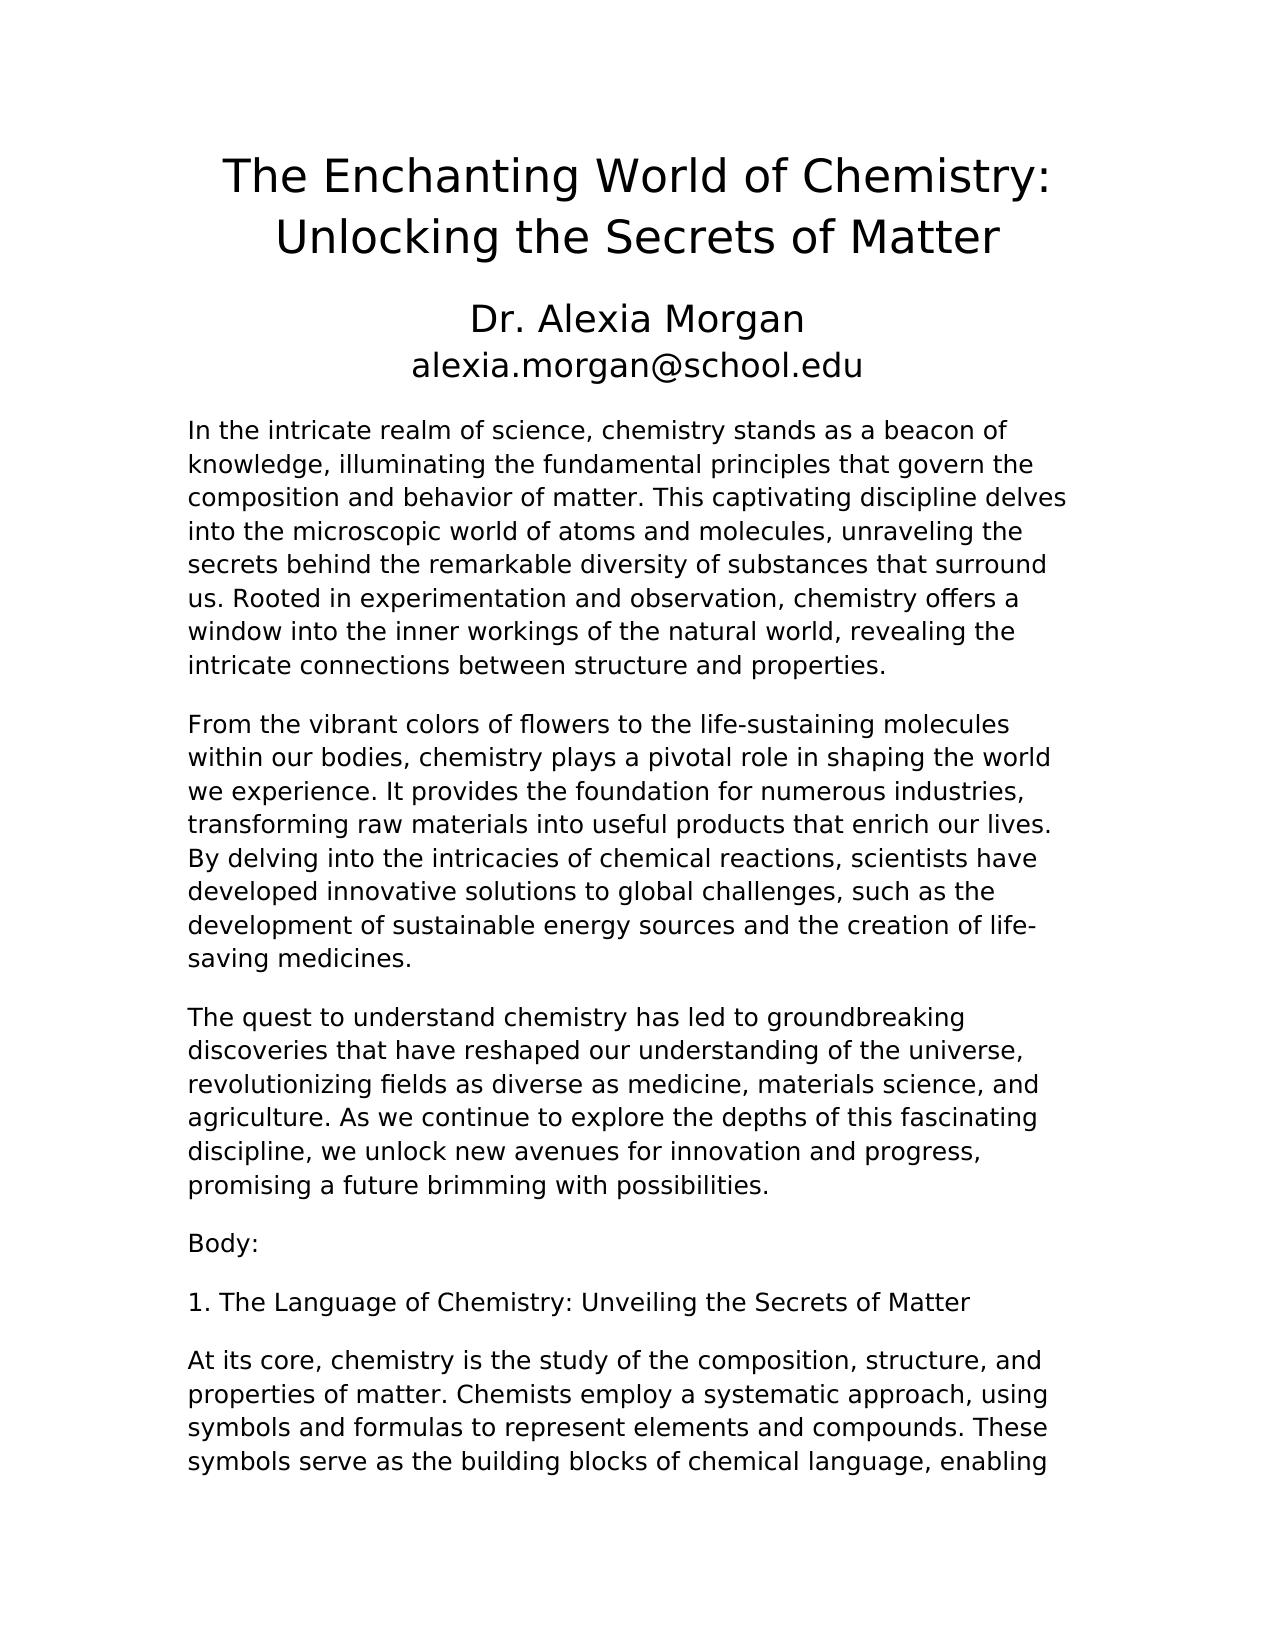 The Enchanting World of Chemistry:
Unlocking the Secrets of Matter
Dr. Alexia Morgan
alexia.morgan@school.edu
In the intricate realm of science, chemistry stands as a beacon of
knowledge, illuminating the fundamental principles that govern the
composition and behavior of matter. This captivating discipline delves
into the microscopic world of atoms and molecules, unraveling the
secrets behind the remarkable diversity of substances that surround
us. Rooted in experimentation and observation, chemistry offers a
window into the inner workings of the natural world, revealing the
intricate connections between structure and properties.
From the vibrant colors of flowers to the life-sustaining molecules
within our bodies, chemistry plays a pivotal role in shaping the world
we experience. It provides the foundation for numerous industries,
transforming raw materials into useful products that enrich our lives.
By delving into the intricacies of chemical reactions, scientists have
developed innovative solutions to global challenges, such as the
development of sustainable energy sources and the creation of life-
saving medicines.
The quest to understand chemistry has led to groundbreaking
discoveries that have reshaped our understanding of the universe,
revolutionizing fields as diverse as medicine, materials science, and
agriculture. As we continue to explore the depths of this fascinating
discipline, we unlock new avenues for innovation and progress,
promising a future brimming with possibilities.
Body:
1. The Language of Chemistry: Unveiling the Secrets of Matter
At its core, chemistry is the study of the composition, structure, and
properties of matter. Chemists employ a systematic approach, using
symbols and formulas to represent elements and compounds. These
symbols serve as the building blocks of chemical language, enabling